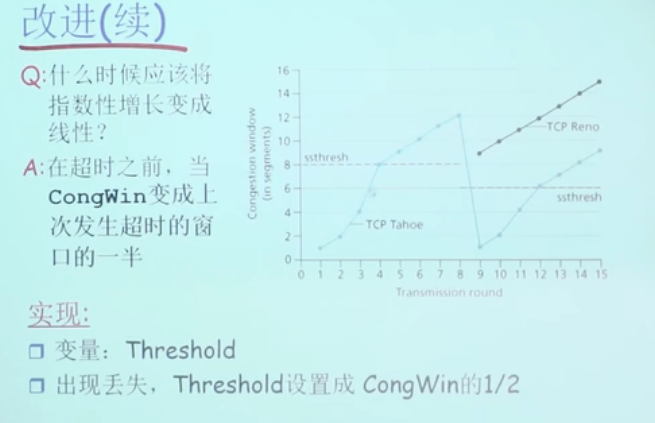 改进(续)
Q:什么时候应该将
指数性增长变成
线性?
A:在超时之前，当
CongWin变成上
次发生超时的窗
口的一半
Congestion window
(in segments)
16
14
12
10
8
6
4
2
0
ssthresh
TCP Tahoe
TCP Reno
ssthresh
0 1 2 3 4 5 6 7 8 9 10 11 12 13 14 15
Transmission round
实现:
变量：Threshold
出现丢失，Threshold设置成 CongWin的1/2